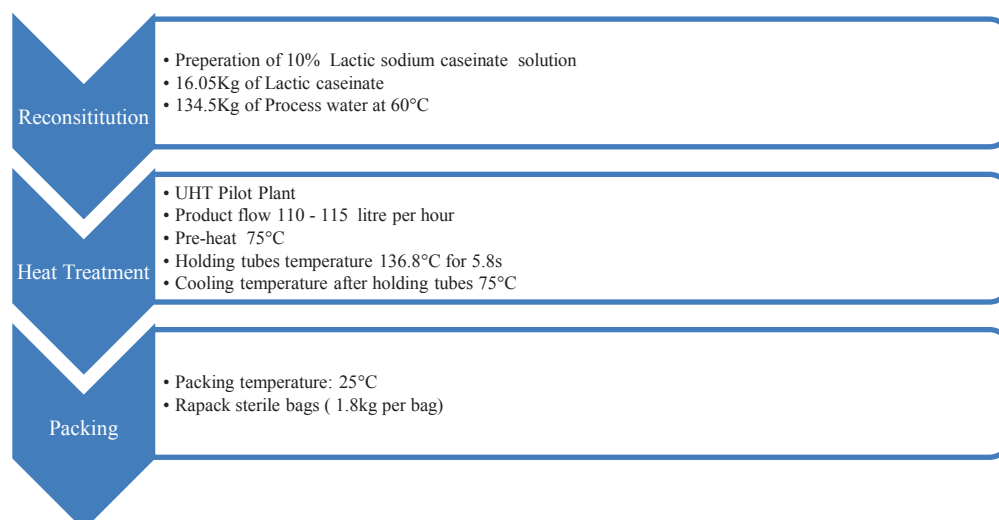 Reconsititution
• Preperation of 10% Lactic sodium caseinate solution
• 16.05Kg of Lactic caseinate
• 134.5Kg of Process water at 60°C
Heat Treatment
• UHT Pilot Plant
• Product flow 110 - 115 litre per hour
• Pre-heat 75°C
• Holding tubes temperature 136.8°C for 5.8s
• Cooling temperature after holding tubes 75°C
Packing
• Packing temperature: 25°C
• Rapack sterile bags ( 1.8kg per bag)